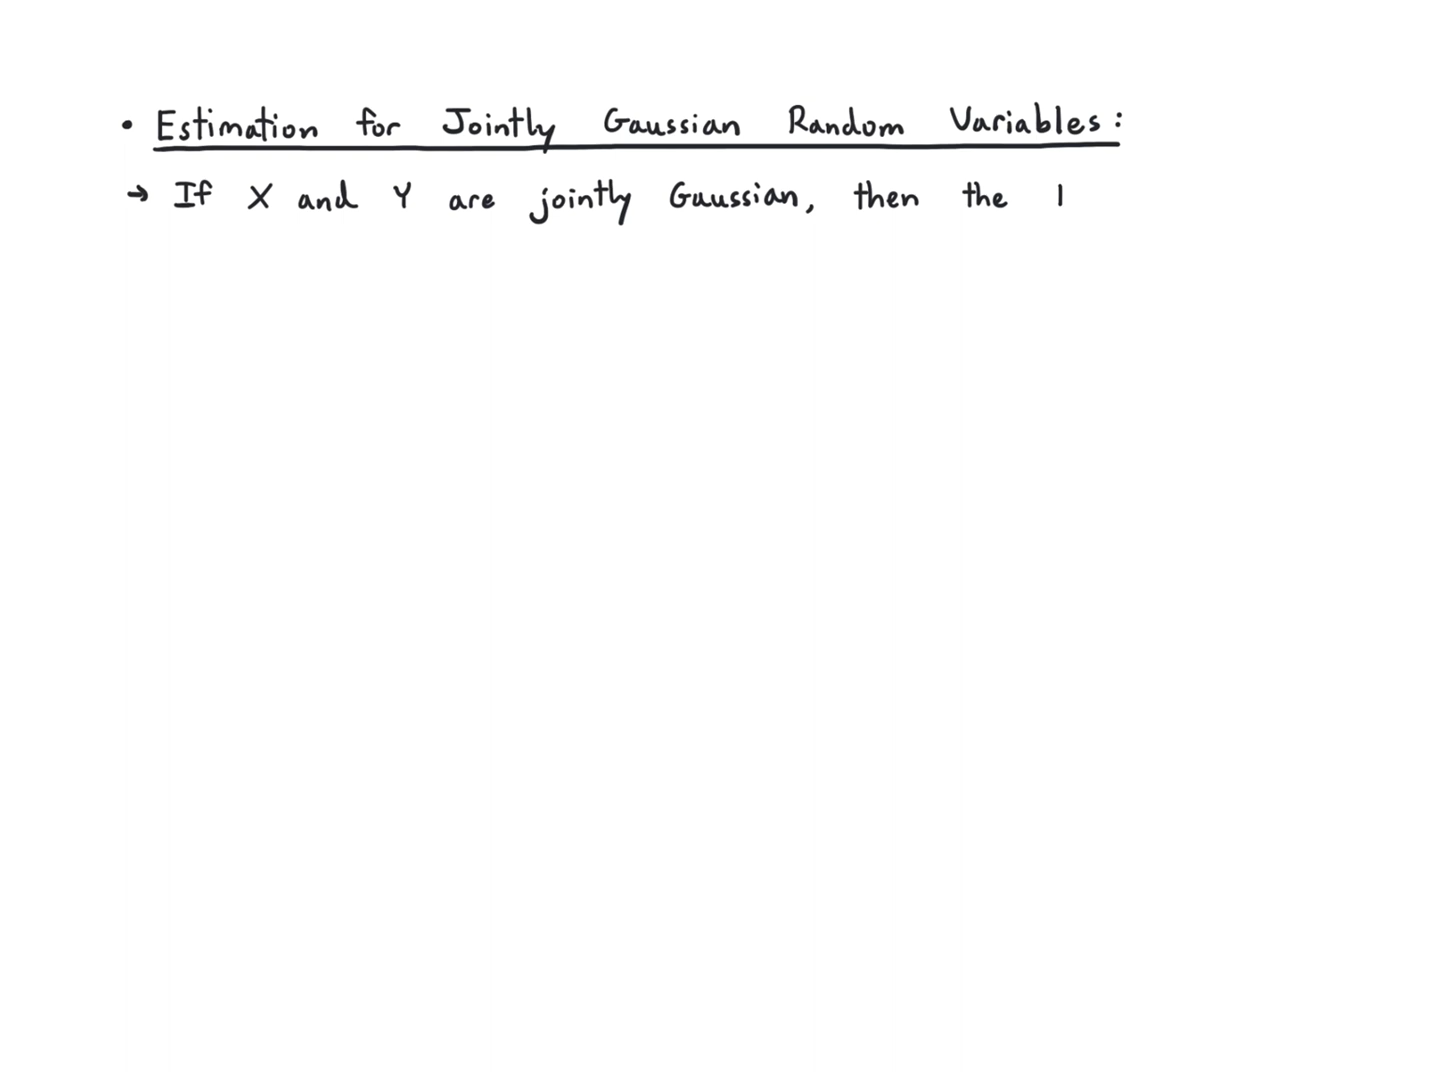 • Estimation for Jointly Gaussian Random Variables:
→ If X and Y are jointly Gaussian, then the